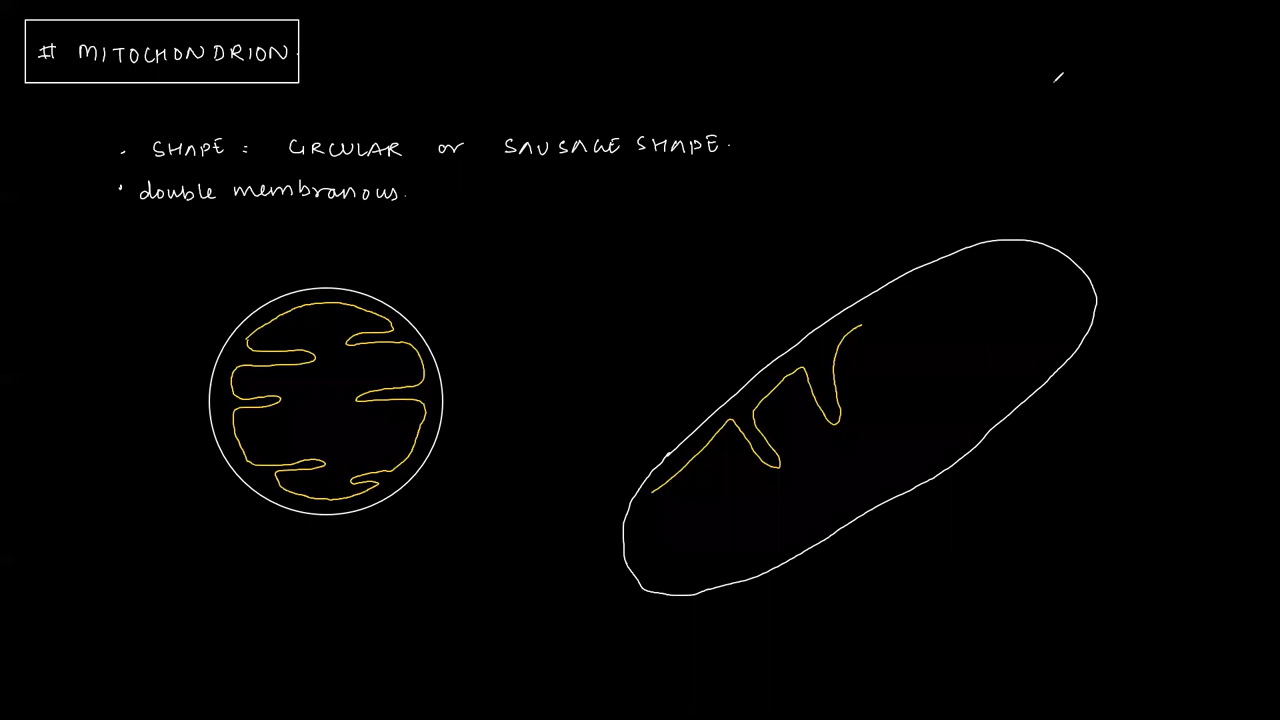 # MITOCHONDRION.
. SHAPE : CIRCULAR or SAUSAGE SHAPE.
• double membranous.